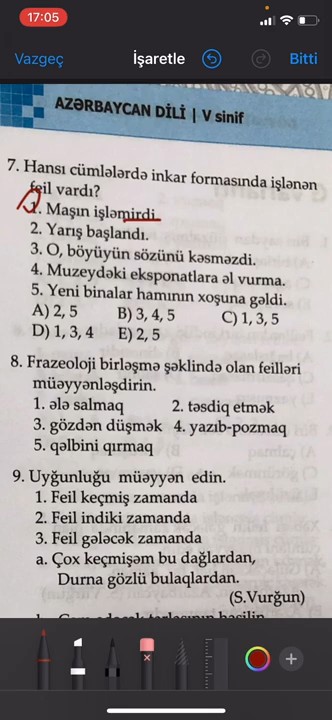 17:05
Vazgeç
İşaretle
Bitti
AZƏRBAYCAN DİLİ | V sinif
7. Hansı cümlələrdə inkar formasında işlənən
feil vardı?
1. Maşın işləmirdi.
2. Yarış başlandı.
3. O, böyüyün sözünü kəsməzdi.
4. Muzeydəki eksponatlara əl vurma.
5. Yeni binalar hamının xoşuna gəldi.
A) 2, 5 B) 3, 4, 5 C) 1, 3, 5
D) 1, 3, 4 E) 2, 5
8. Frazeoloji birləşmə şəklində olan feilləri
müəyyənləşdirin.
1. ələ salmaq 2. təsdiq etmək
3. gözdən düşmək 4. yazıb-pozmaq
5. qəlbini qırmaq
9. Uyğunluğu müəyyən edin.
1. Feil keçmiş zamanda
2. Feil indiki zamanda
3. Feil gələcək zamanda
a. Çox keçmişəm bu dağlardan,
Durna gözlü bulaqlardan.
(S.Vurğun)